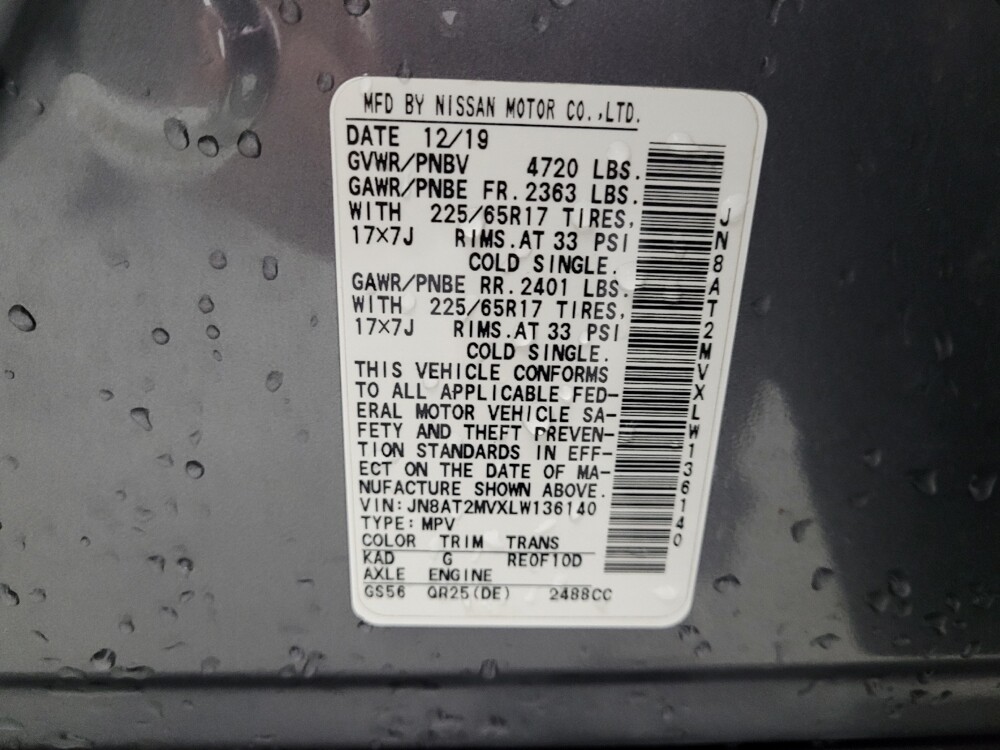 MFD BY NISSAN MOTOR CO.,LTD.
DATE 12/19
GVWR/PNBV 4720 LBS.
GAWR/PNBE FR. 2363 LBS.
WITH 225/65R17 TIRES,
17×7J RIMS.AT 33 PSI
COLD SINGLE.
GAWR/PNBE RR. 2401 LBS.
WITH 225/65R17 TIRES,
17×7J RIMS.AT 33 PSI
COLD SINGLE.
THIS VEHICLE CONFORMS
TO ALL APPLICABLE FED-
ERAL MOTOR VEHICLE SA-
FETY AND THEFT PREVEN-
TION STANDARDS IN EFF-
ECT ON THE DATE OF MA-
NUFACTURE SHOWN ABOVE.
VIN:JN8AT2MVXLW136140
TYPE:MPV
COLOR TRIM TRANS
KAD G RE0F10D
AXLE ENGINE
GS56 QR25(DE) 2488CC
JN8AT2MVXLW136140